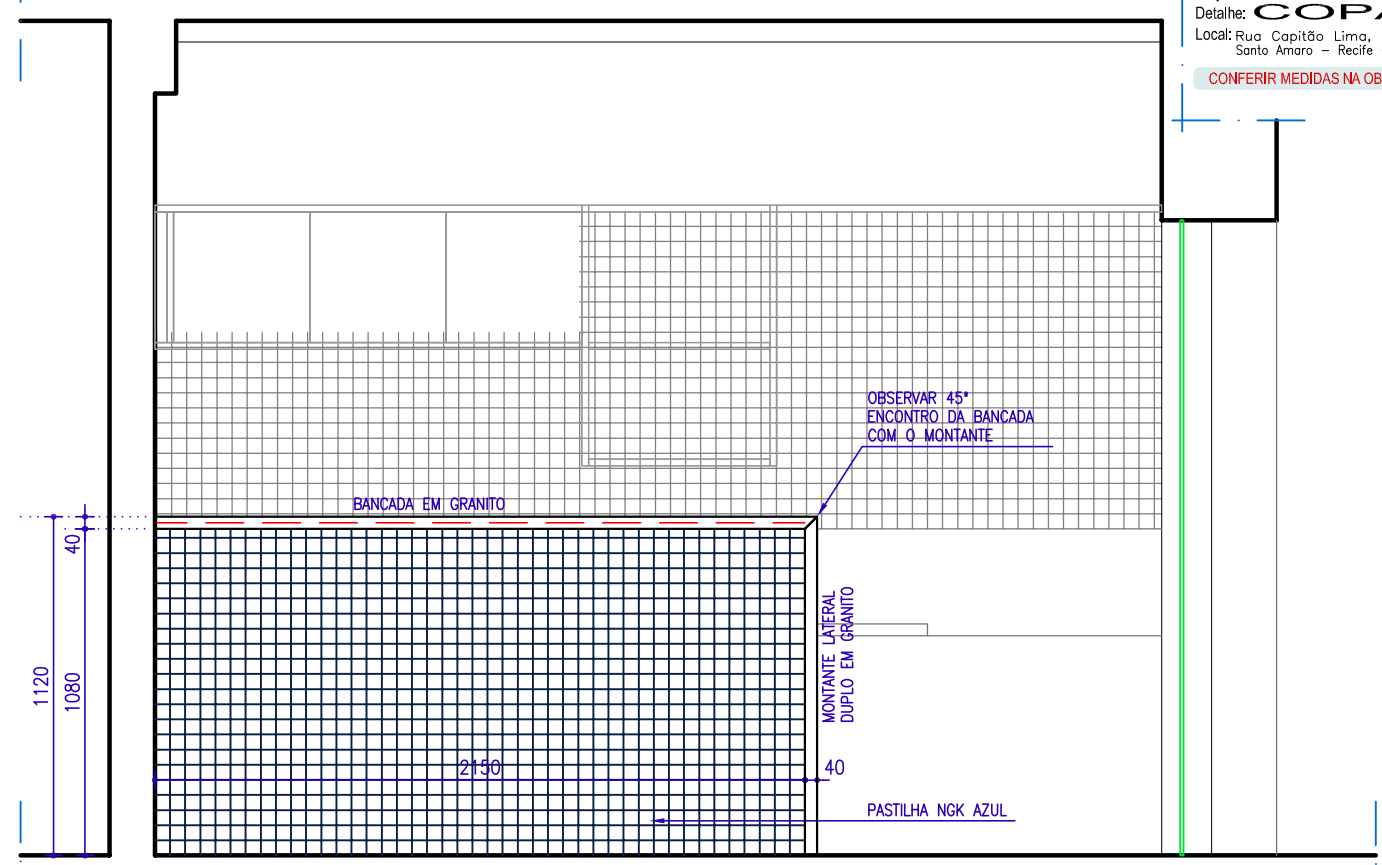 Detalhe: COPA
Local: Rua Capitão Lima,
Santo Amaro – Recife
CONFERIR MEDIDAS NA OB
OBSERVAR 45°
ENCONTRO DA BANCADA
COM O MONTANTE
BANCADA EM GRANITO
40
1120
1080
MONTANTE LATERAL
DUPLO EM GRANITO
2150
40
PASTILHA NGK AZUL